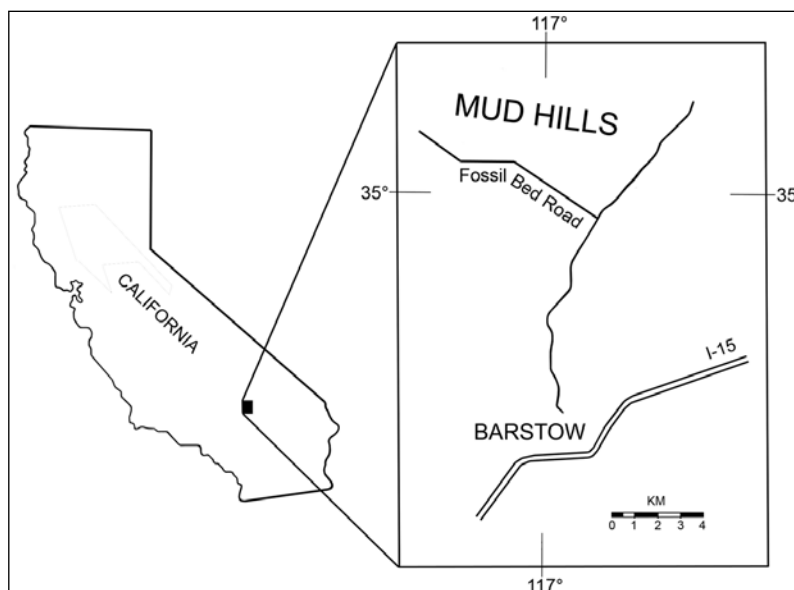 117°
MUD HILLS
Fossil Bed Road
35°
35
CALIFORNIA
I-15
BARSTOW
KM
0 1 2 3 4
117°